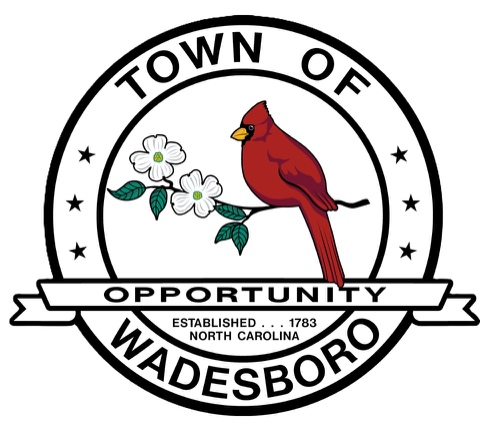 TOWN OF
OPPORTUNITY
ESTABLISHED . . . 1783
NORTH CAROLINA
WADESBORO